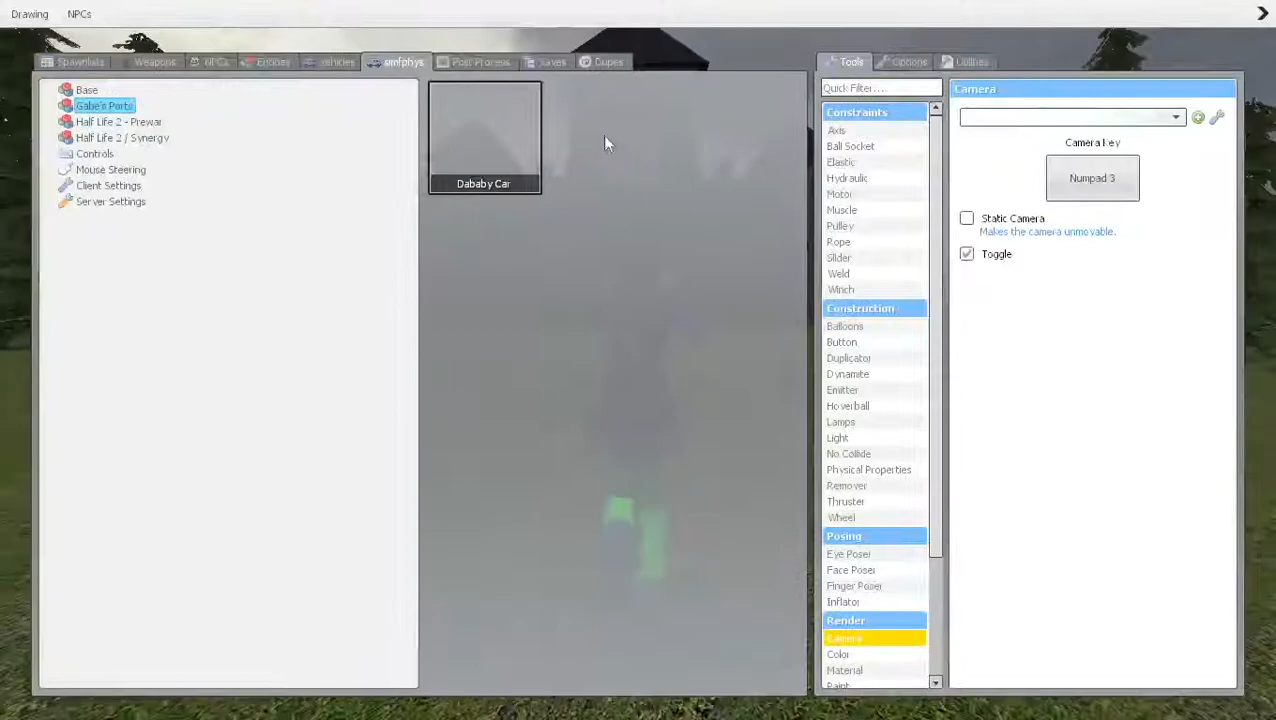 Drawing NPCs
Spawnlists Weapons NPCs Entities Vehicles simfphys Post Process Saves Dupes
Tools Options Utilities
Base
Gabe's Ports
Half Life 2 - Prewar
Half Life 2 / Synergy
Controls
Mouse Steering
Client Settings
Server Settings
Dababy Car
Quick Filter...
Constraints
Axis
Ball Socket
Elastic
Hydraulic
Motor
Muscle
Pulley
Rope
Slider
Weld
Winch
Construction
Balloons
Button
Duplicator
Dynamite
Emitter
Hoverball
Lamps
Light
No Collide
Physical Properties
Remover
Thruster
Wheel
Posing
Eye Poser
Face Poser
Finger Poser
Inflator
Render
Camera
Color
Material
Paint
Camera
Camera Key
Numpad 3
Static Camera
Makes the camera unmovable.
Toggle